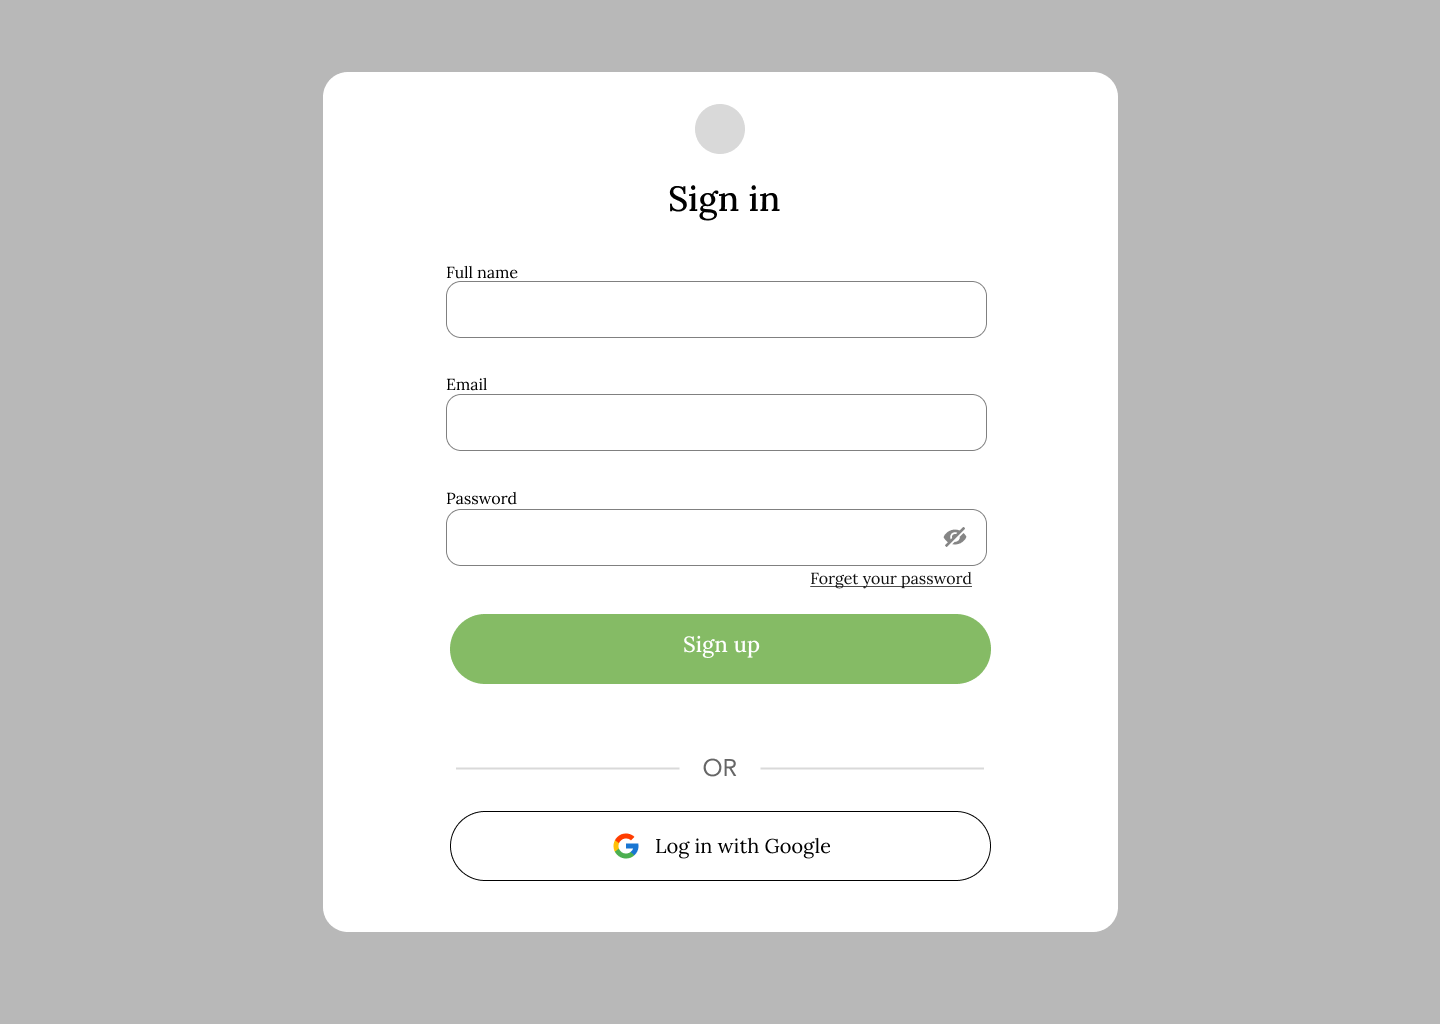 Sign in
Full name
Email
Password
Forget your password
Sign up
OR
Log in with Google